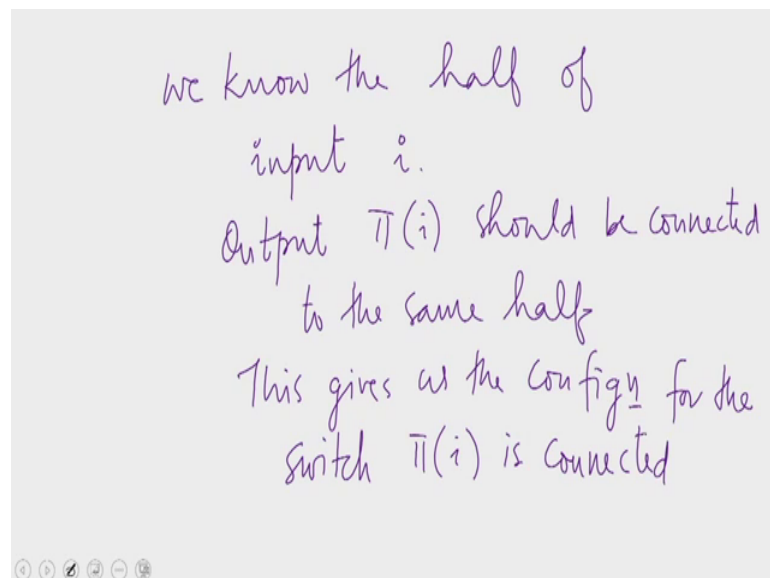 we know the half of
input i.
Output Π(i) should be connected
to the same half
This gives us the Confign for the
switch Π(i) is connected